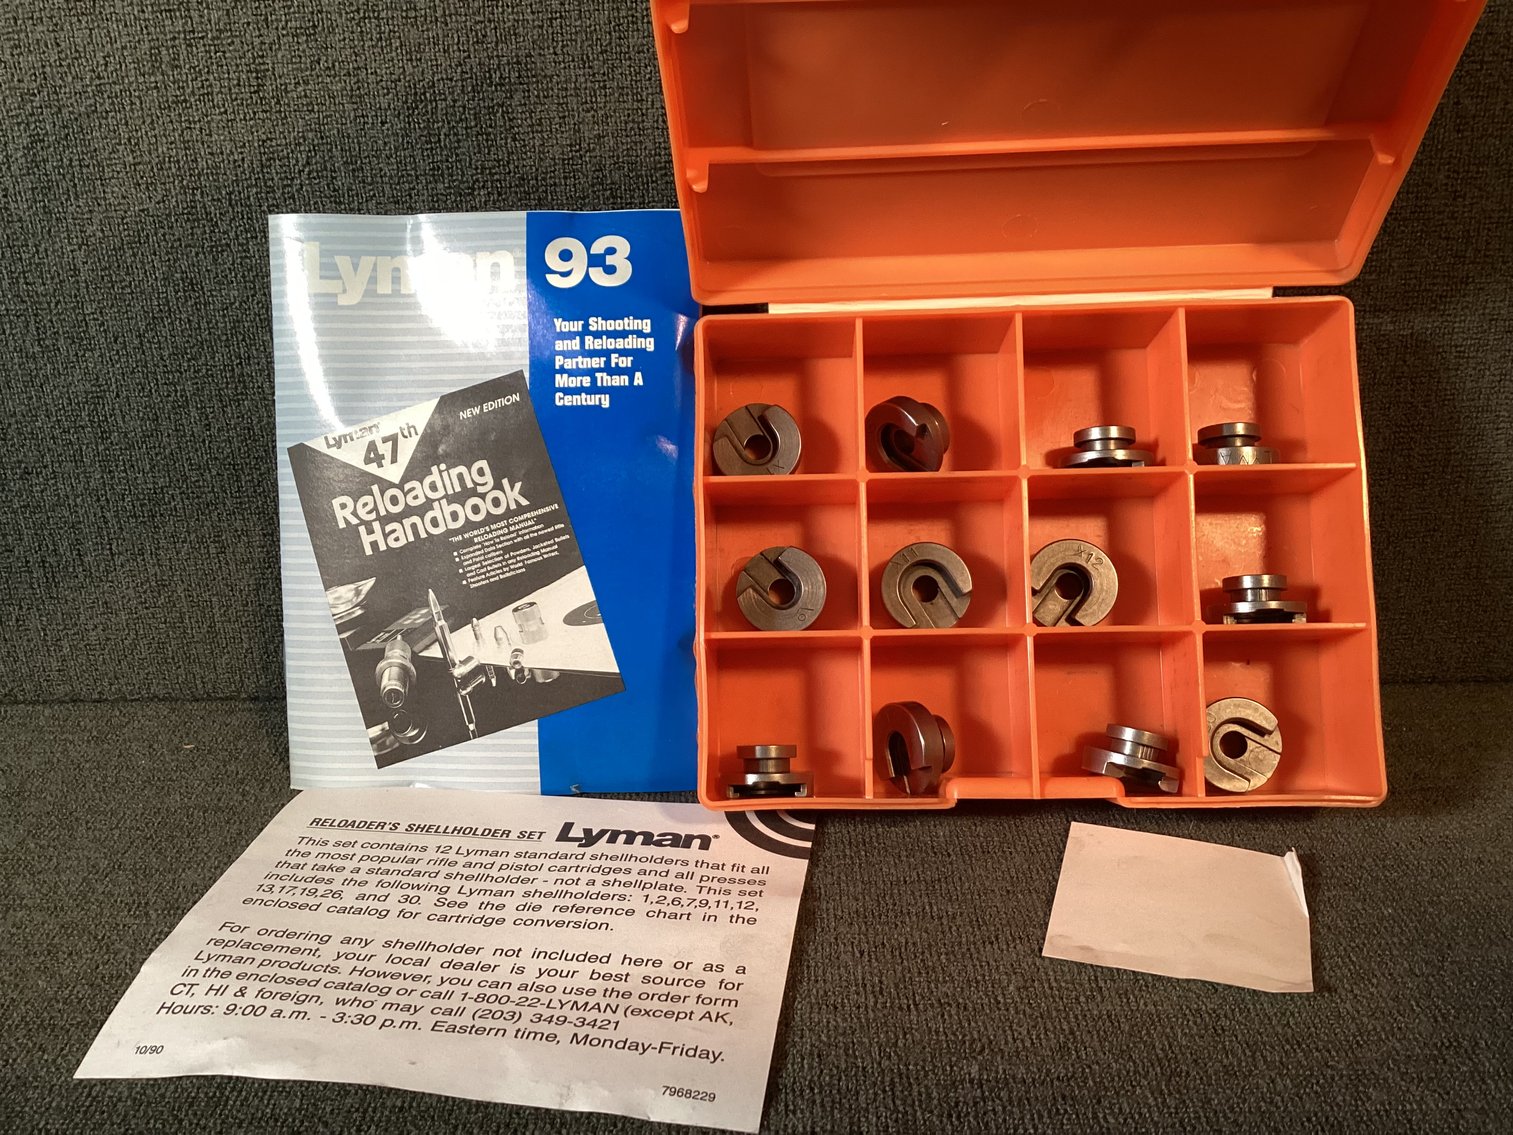 Lyman
93
Your Shooting
and Reloading
Partner For
More Than A
Century
Lyman
47th
NEW EDITION
Reloading
Handbook
"THE WORLD'S MOST COMPREHENSIVE
RELOADING MANUAL"
X11
X12
RELOADER'S SHELLHOLDER SET Lyman®
This set contains 12 Lyman standard shellholders that fit all
the most popular rifle and pistol cartridges and all presses
that take a standard shellholder - not a shellplate. This set
includes the following Lyman shellholders: 1,2,6,7,9,11,12,
13,17,19,26, and 30. See the die reference chart in the
enclosed catalog for cartridge conversion.
For ordering any shellholder not included here or as a
replacement, your local dealer is your best source for
Lyman products. However, you can also use the order form
in the enclosed catalog or call 1-800-22-LYMAN (except AK,
CT, HI & foreign, who may call (203) 349-3421
Hours: 9:00 a.m. - 3:30 p.m. Eastern time, Monday-Friday.
10/90
7968229